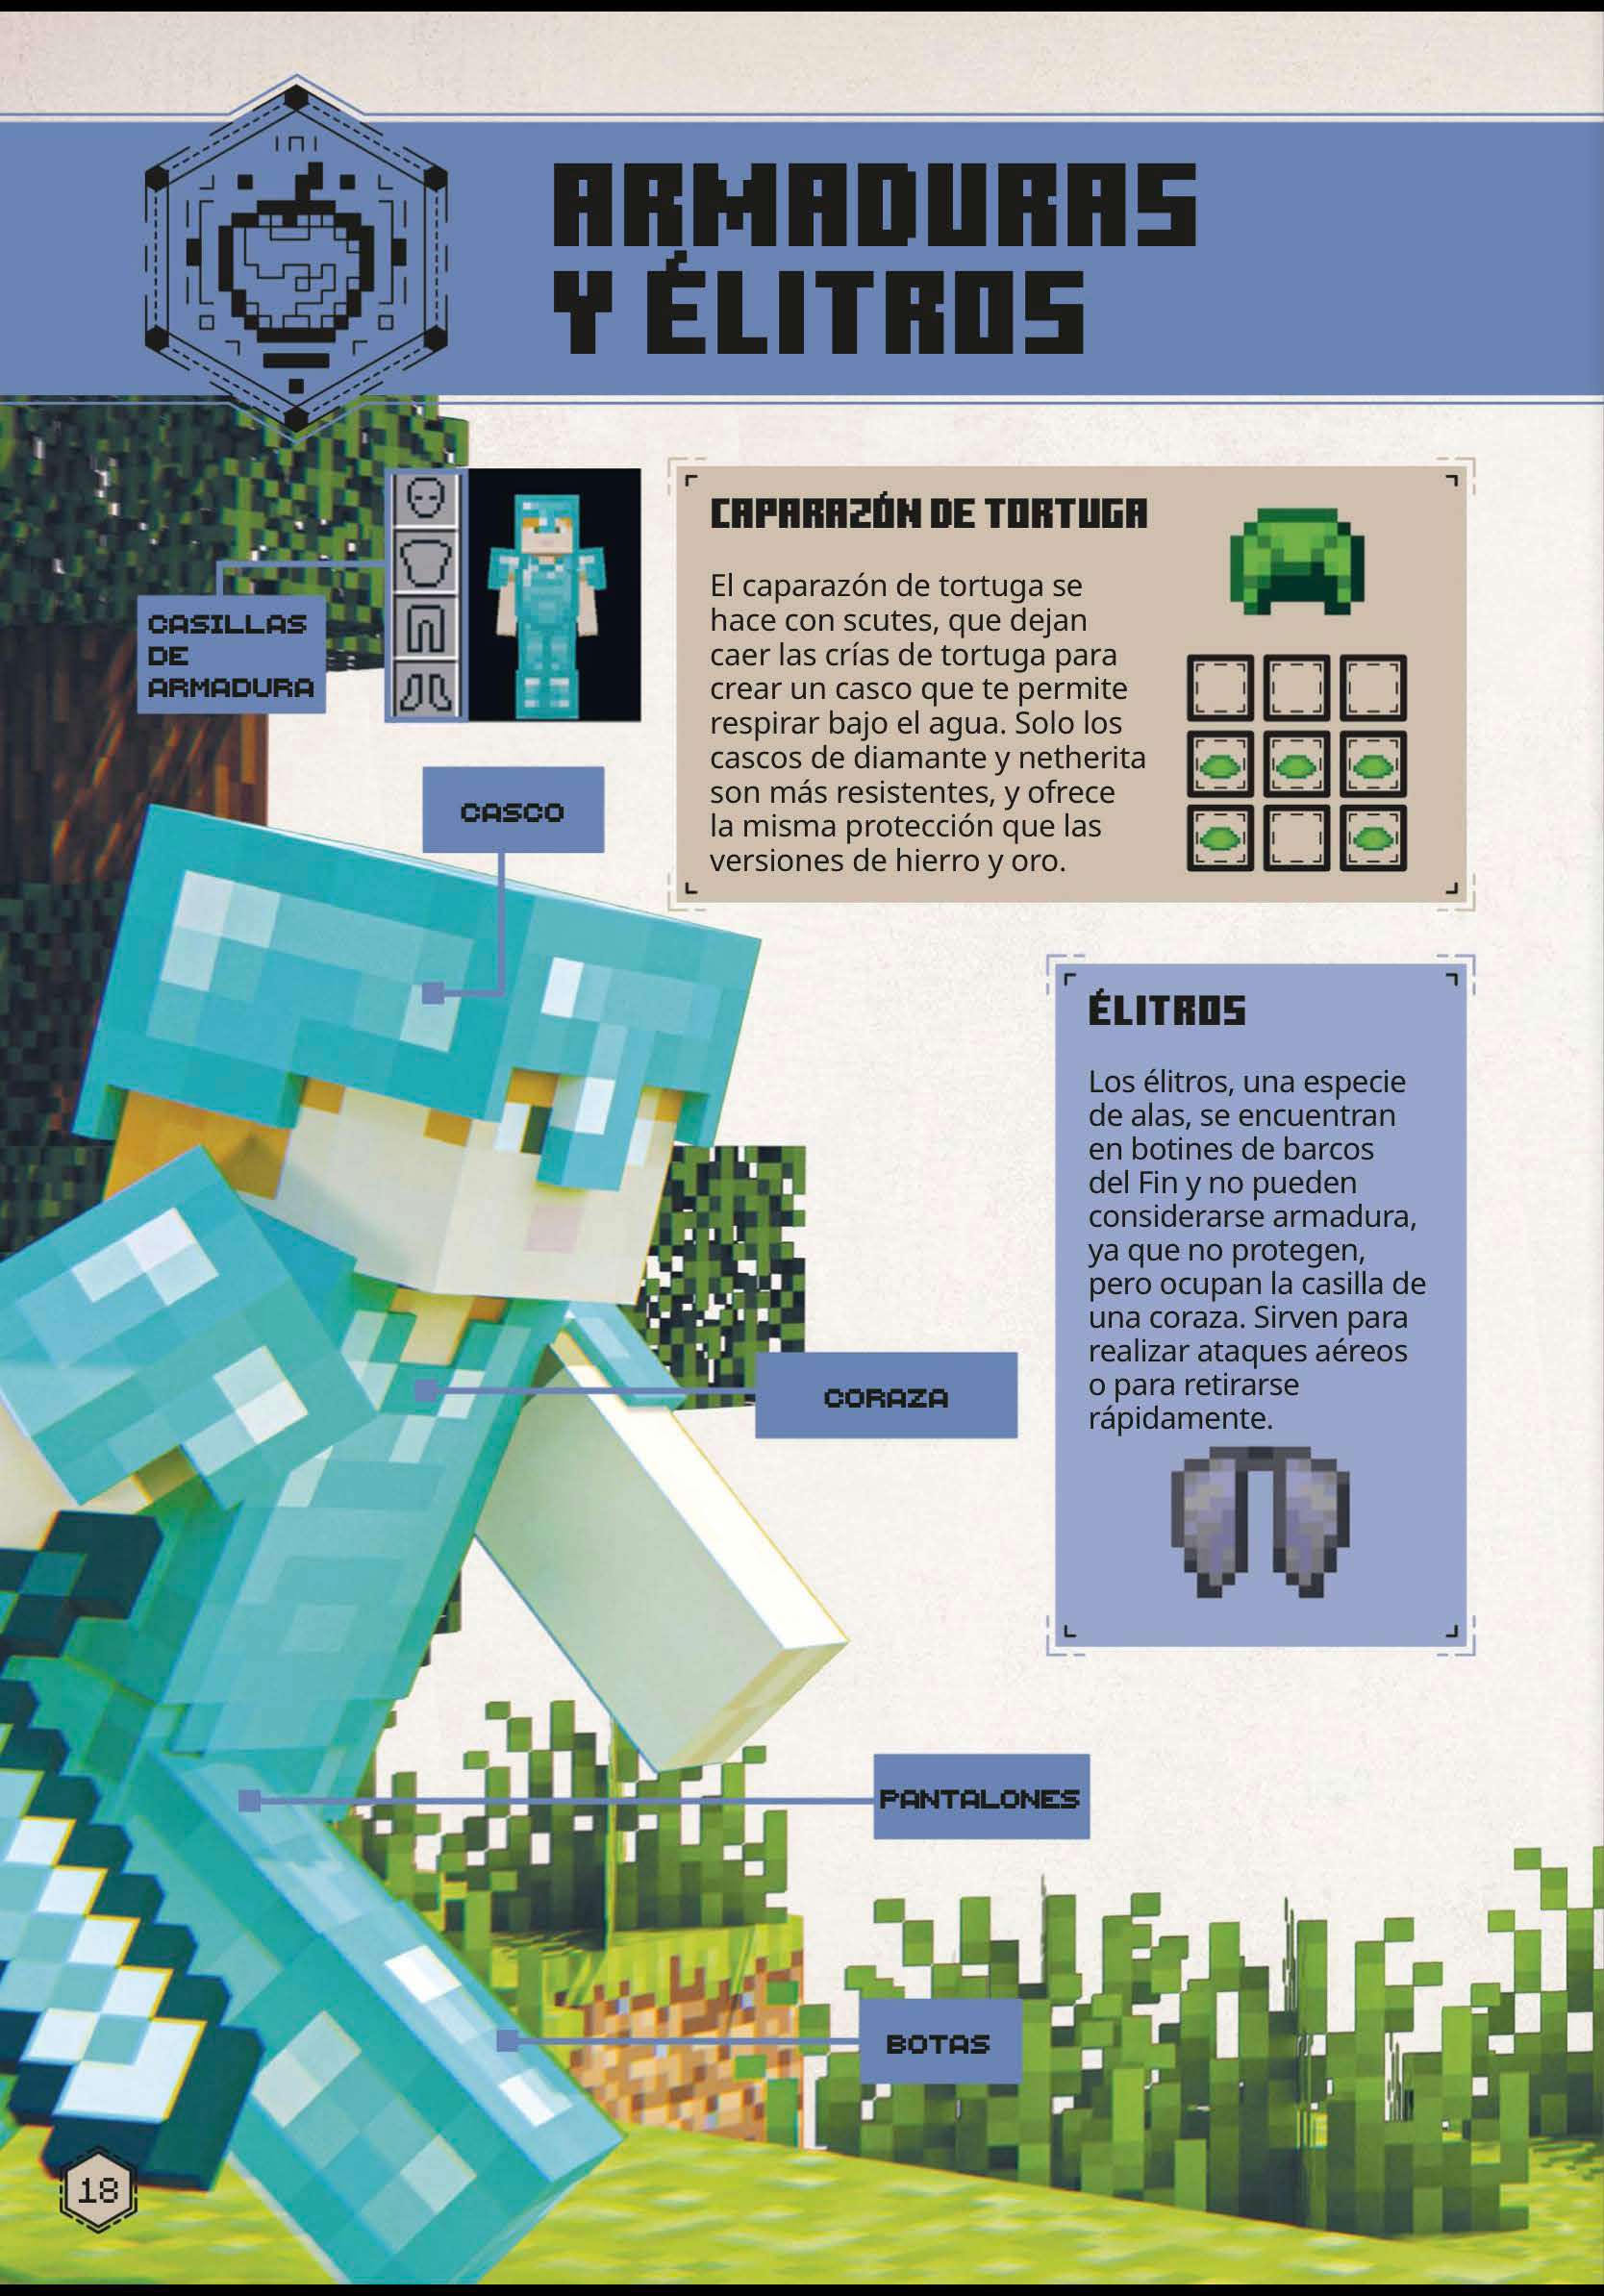 ARMADURAS
Y ÉLITROS
CASILLAS
DE
ARMADURA
CAPARAZÓN DE TORTUGA
El caparazón de tortuga se
hace con scutes, que dejan
caer las crías de tortuga para
crear un casco que te permite
respirar bajo el agua. Solo los
cascos de diamante y netherita
son más resistentes, y ofrece
la misma protección que las
versiones de hierro y oro.
CASCO
ÉLITROS
Los élitros, una especie
de alas, se encuentran
en botines de barcos
del Fin y no pueden
considerarse armadura,
ya que no protegen,
pero ocupan la casilla de
una coraza. Sirven para
realizar ataques aéreos
o para retirarse
rápidamente.
CORAZA
PANTALONES
BOTAS
18